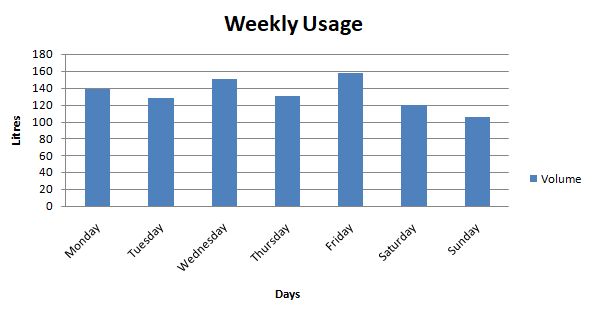 Weekly Usage
180
160
140
120
100
80
60
40
20
0
Litres
Monday
Tuesday
Wednesday
Thursday
Friday
Saturday
Sunday
Days
Volume